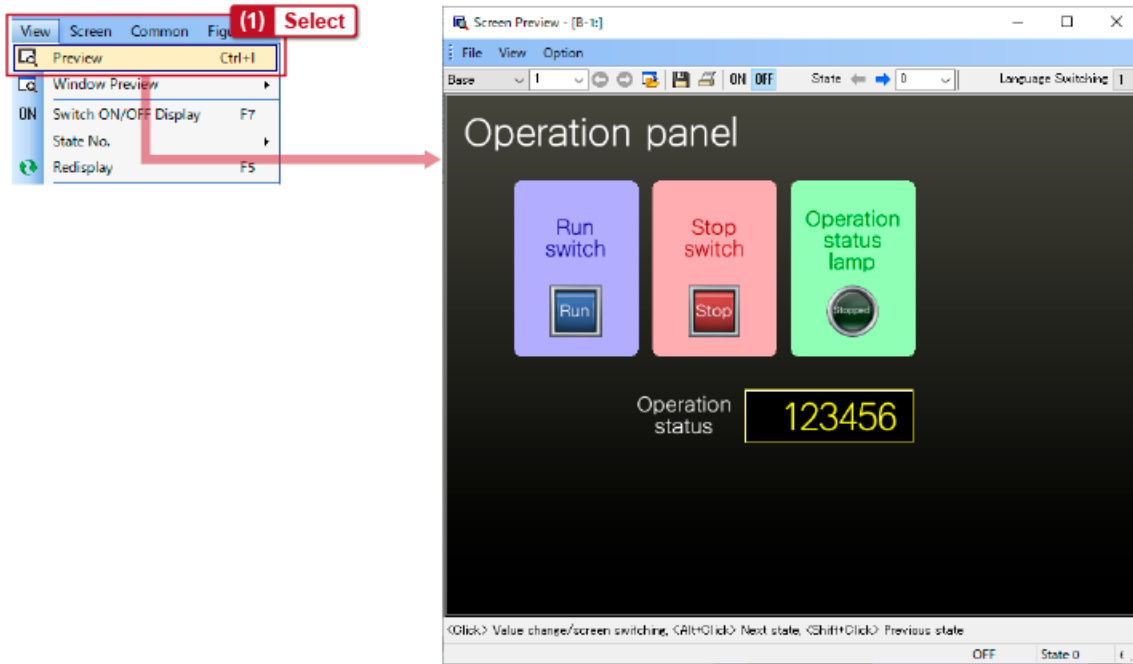 (1) Select
View Screen Common Figu
Preview Ctrl+I
Window Preview
ON Switch ON/OFF Display F7
State No.
Redisplay F5
Screen Preview - [B-1:]
File View Option
Base 1 ON OFF State 0 Language Switching 1
Operation panel
Run
switch
Run
Stop
switch
Stop
Operation
status
lamp
Stopped
Operation
status
123456
<Click> Value change/screen switching, <Alt+Click> Next state, <Shift+Click> Previous state
OFF State 0